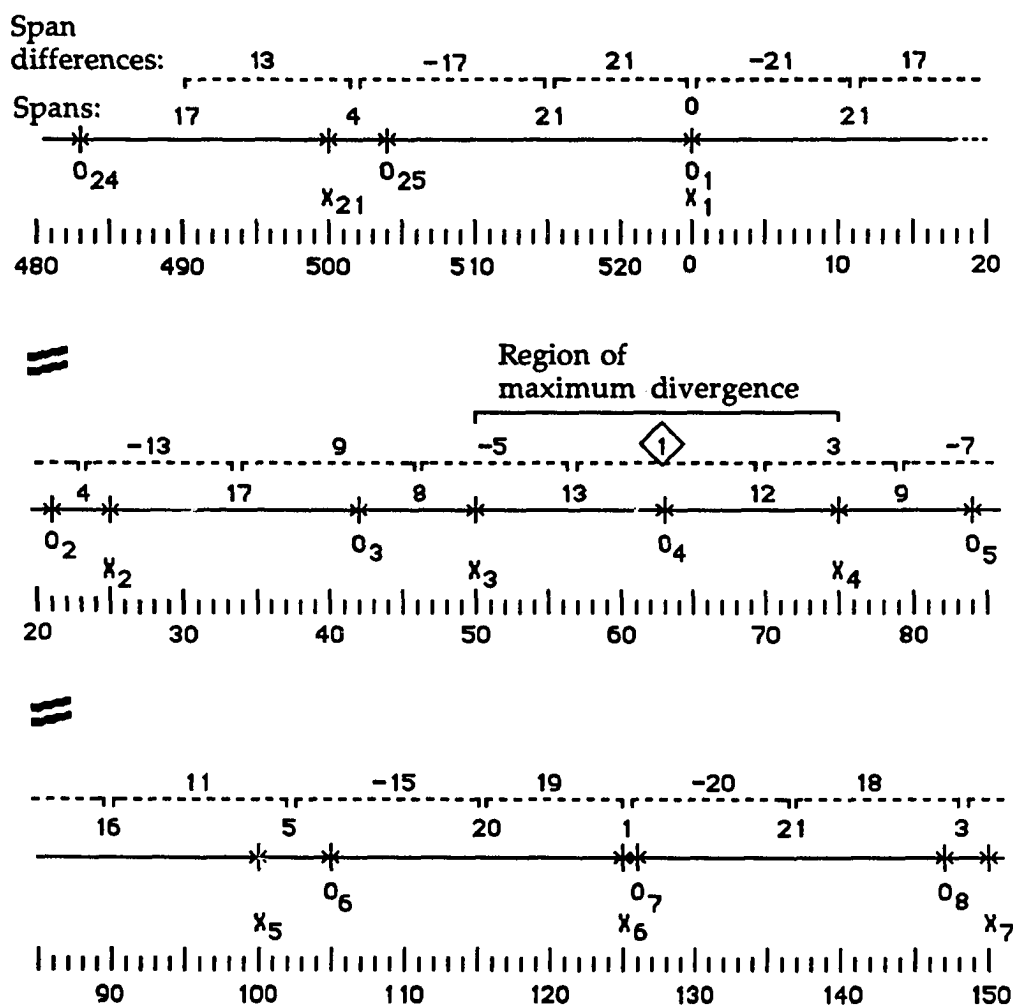 Span
differences: 13 -17 21 -21 17
Spans: 17 4 21 0 21
O24 O25 O1
X21 X1
480 490 500 510 520 0 10 20
Region of
maximum divergence
-13 9 -5 1 3 -7
4 17 8 13 12 9
O2 O3 O4 O5
X2 X3 X4
20 30 40 50 60 70 80
11 -15 19 -20 18
16 5 20 1 21 3
O6 O7 O8
X5 X6 X7
90 100 110 120 130 140 150